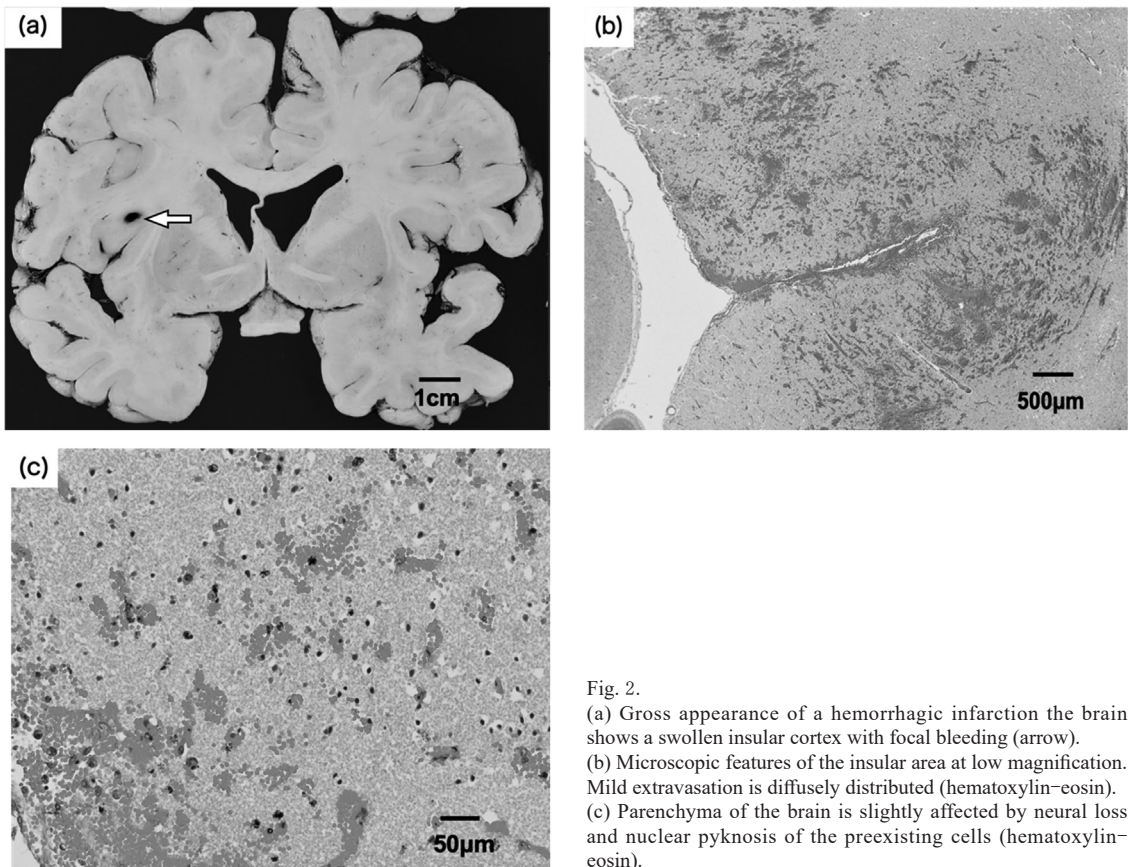 (a)
1cm
(b)
500μm
(c)
50μm
Fig. 2.
(a) Gross appearance of a hemorrhagic infarction the brain
shows a swollen insular cortex with focal bleeding (arrow).
(b) Microscopic features of the insular area at low magnification.
Mild extravasation is diffusely distributed (hematoxylin−eosin).
(c) Parenchyma of the brain is slightly affected by neural loss
and nuclear pyknosis of the preexisting cells (hematoxylin−
eosin).